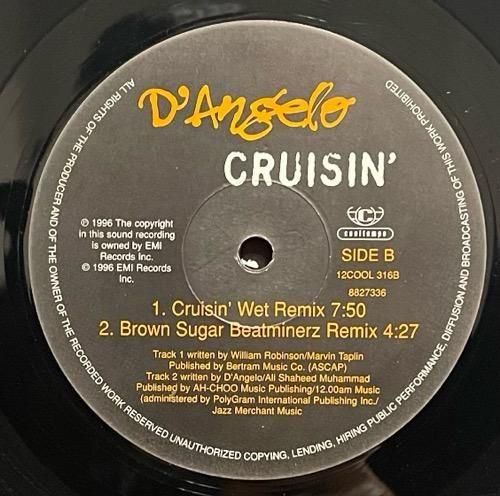 D'Angelo
CRUISIN'
℗ 1996 The copyright
in this sound recording
is owned by EMI
Records Inc.
© 1996 EMI Records
Inc.
C
cooltempo
SIDE B
12COOL 316B
8827336
1. Cruisin' Wet Remix 7:50
2. Brown Sugar Beatminerz Remix 4:27
Track 1 written by William Robinson/Marvin Taplin
Published by Bertram Music Co. (ASCAP)
Track 2 written by D'Angelo/Ali Shaheed Muhammad
Published by AH-CHOO Music Publishing/12.00am Music
(administered by PolyGram International Publishing Inc./
Jazz Merchant Music
ALL RIGHTS OF THE PRODUCER AND OF THE OWNER OF THE RECORDED WORK RESERVED UNAUTHORIZED COPYING, LENDING, HIRING PUBLIC PERFORMANCE, DIFFUSION AND BROADCASTING OF THIS WORK PROHIBITED